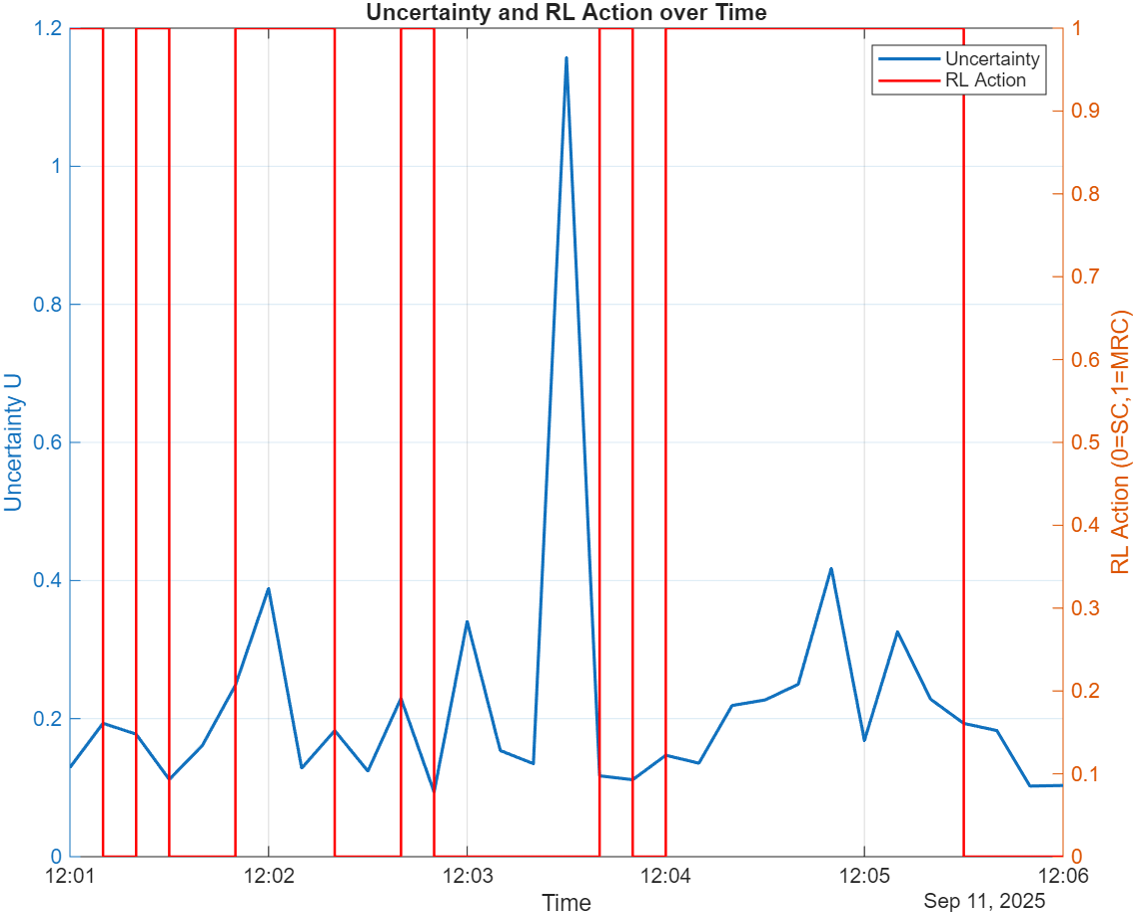 Uncertainty and RL Action over Time
Uncertainty
RL Action
1.2
1
0.8
0.6
0.4
0.2
0
Uncertainty U
1
0.9
0.8
0.7
0.6
0.5
0.4
0.3
0.2
0.1
0
RL Action (0=SC,1=MRC)
12:01 12:02 12:03 12:04 12:05 12:06
Time
Sep 11, 2025